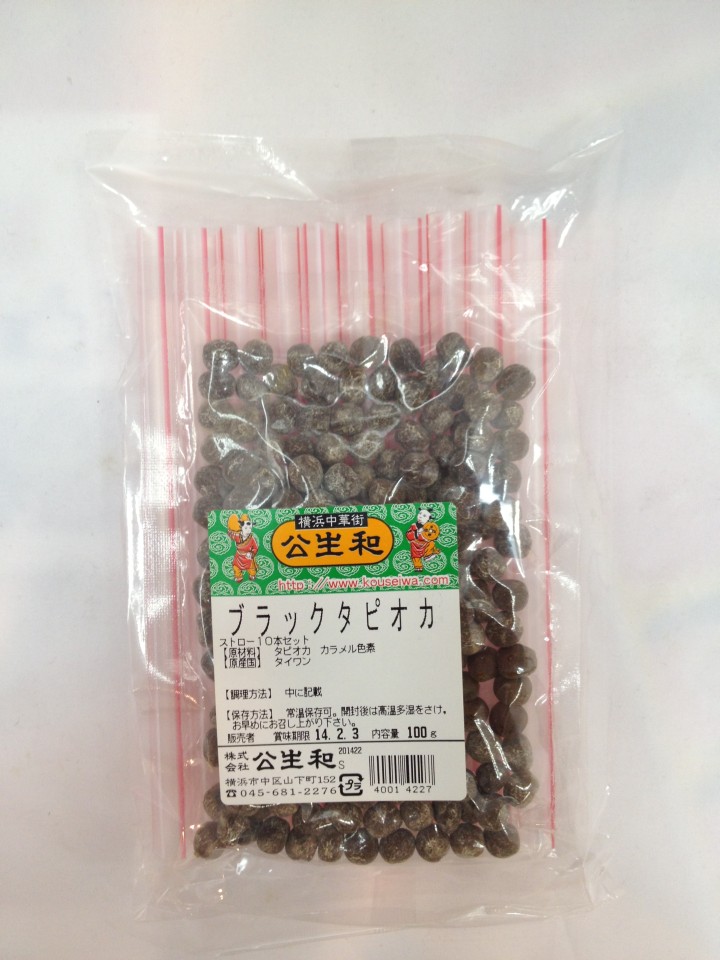 横浜中華街
公生和
http://www.kouseiwa.com
ブラックタピオカ
ストロー10本セット
【原材料】 タピオカ カラメル色素
【原産国】 タイワン
【調理方法】 中に記載
【保存方法】 常温保存可。開封後は高温多湿をさけ。
お早めにお召し上がり下さい。
販売者 賞味期限 14.2.3 内容量 100g
201422
株式会社 公生和 S
横浜市中区山下町152
☎045-681-2276
プラ
4001 4227